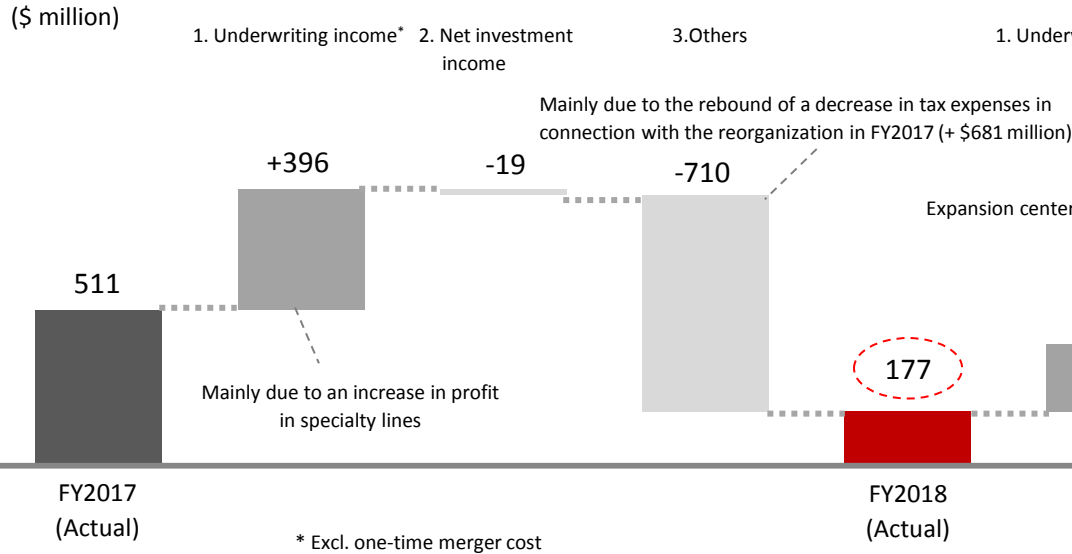 ($ million)
1. Underwriting income*
2. Net investment
income
3.Others
Mainly due to the rebound of a decrease in tax expenses in
connection with the reorganization in FY2017 (+ $681 million)
+396
-19
-710
Expansion center
511
177
Mainly due to an increase in profit
in specialty lines
FY2017
(Actual)
FY2018
(Actual)
* Excl. one-time merger cost